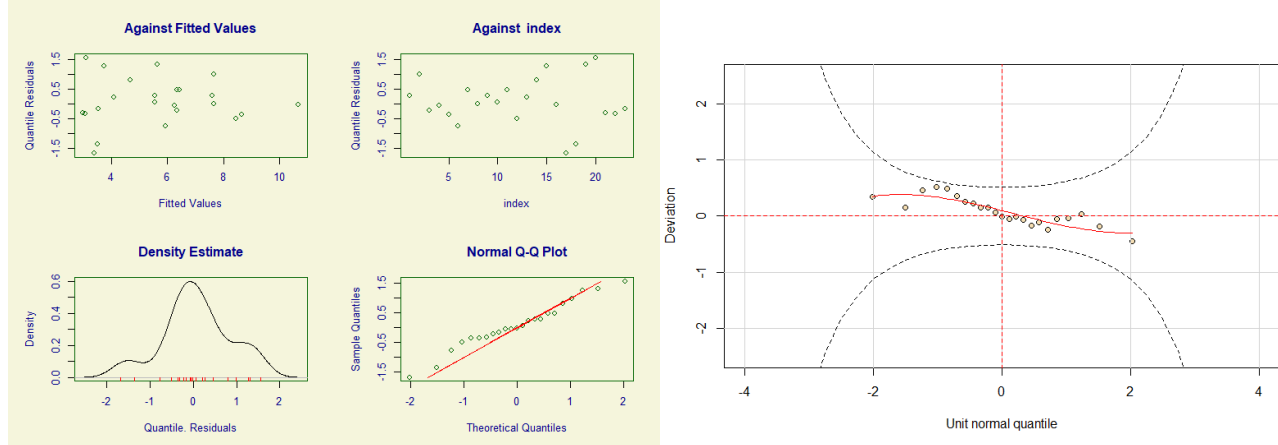 Against Fitted Values
Quantile Residuals
-1.5 -0.5 0.5 1.5
4 6 8 10
Fitted Values
Against index
Quantile Residuals
-1.5 -0.5 0.5 1.5
5 10 15 20
index
Density Estimate
Density
0.0 0.2 0.4 0.6
-2 -1 0 1 2
Quantile. Residuals
Normal Q-Q Plot
Sample Quantiles
-1.5 -0.5 0.5 1.5
-2 -1 0 1 2
Theoretical Quantiles
Deviation
-2 -1 0 1 2
-4 -2 0 2 4
Unit normal quantile